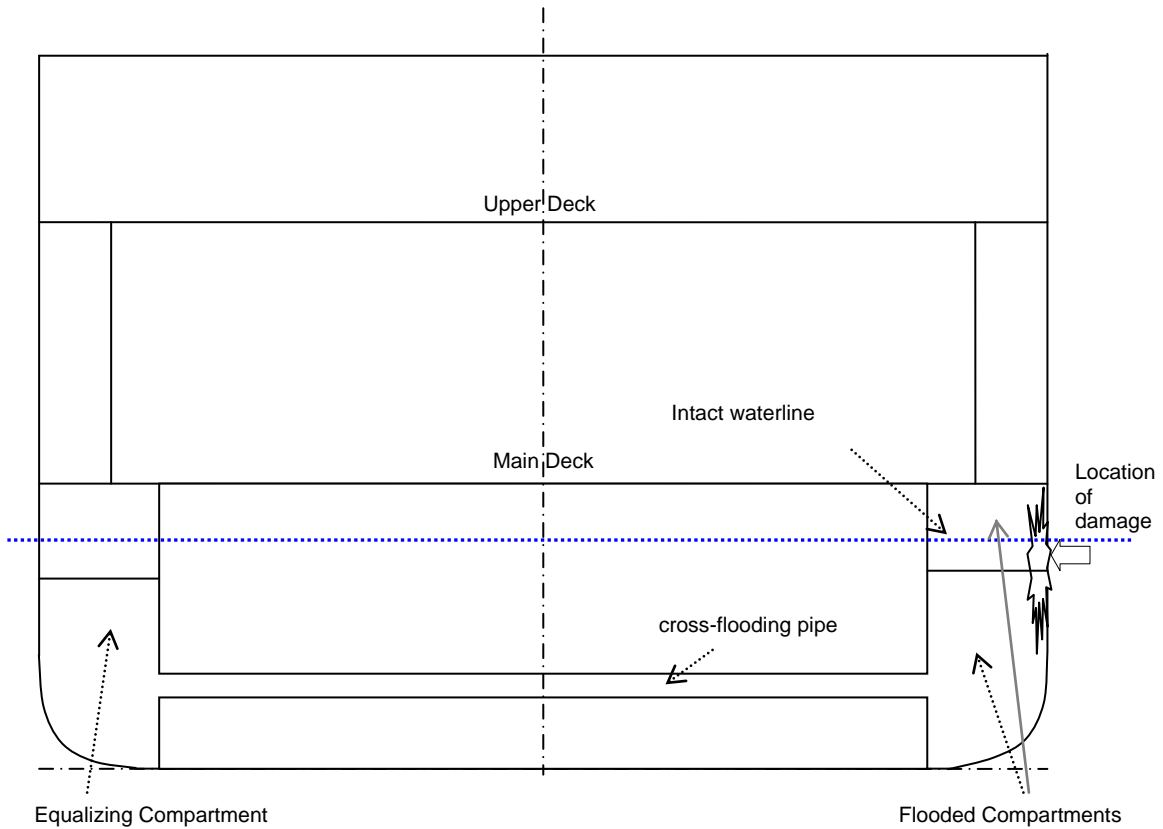 Upper Deck
Intact waterline
Main Deck
Location
of
damage
cross-flooding pipe
Equalizing Compartment
Flooded Compartments